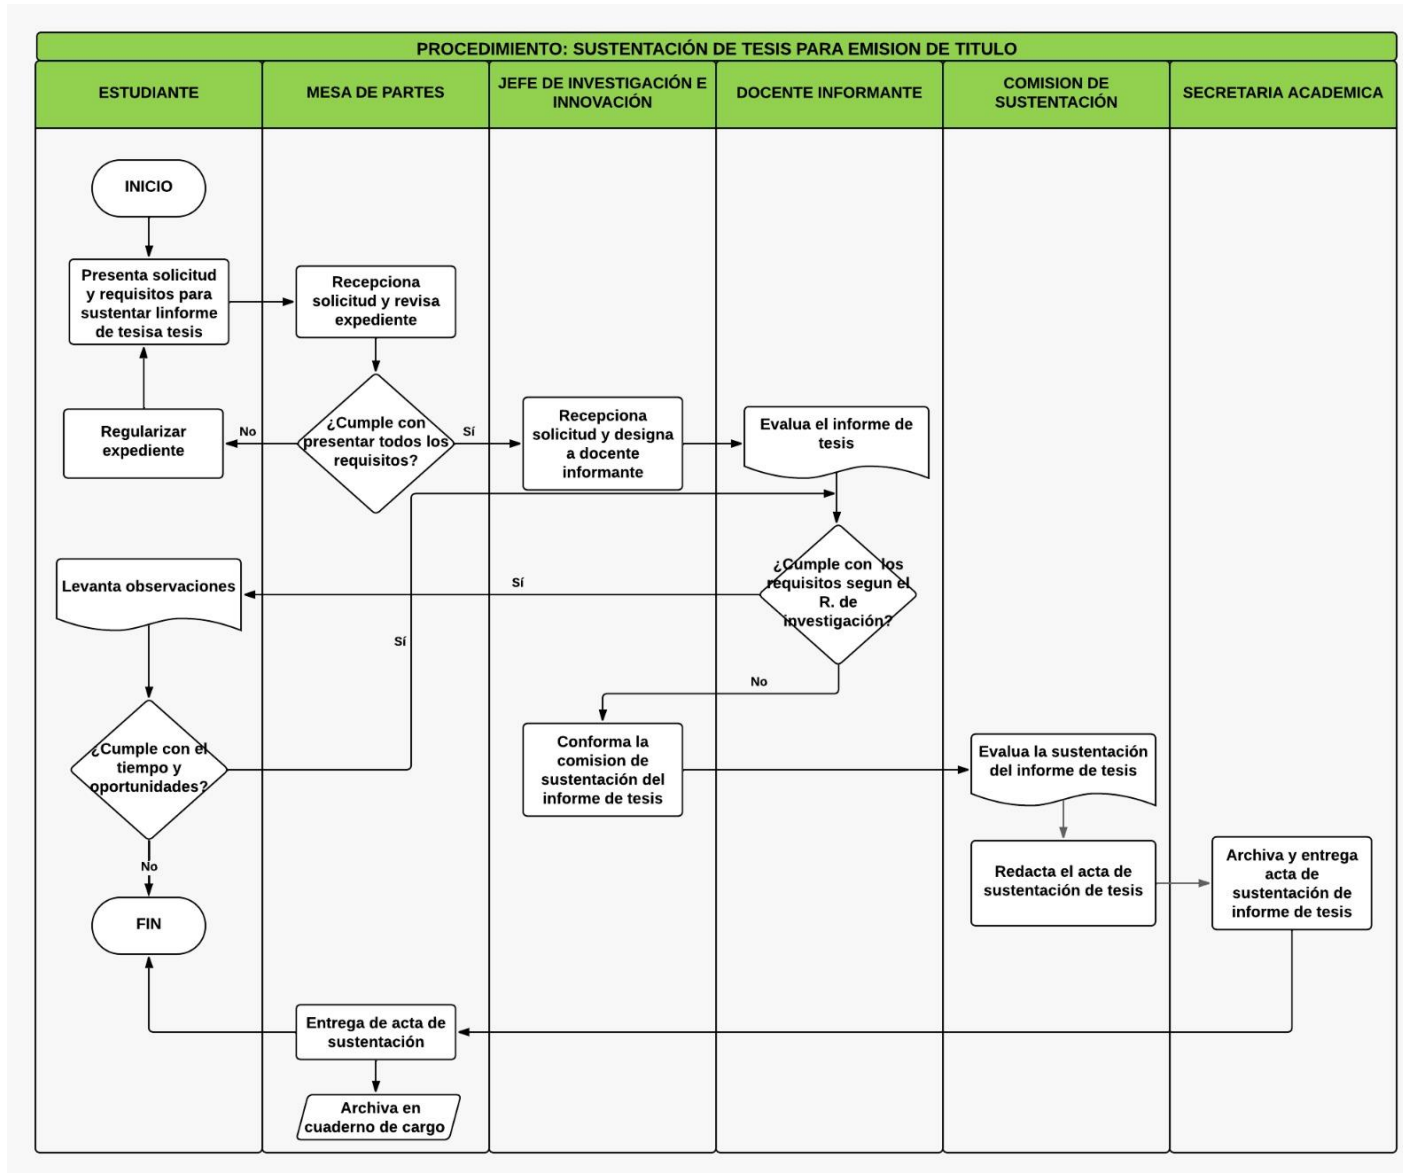 PROCEDIMIENTO: SUSTENTACIÓN DE TESIS PARA EMISION DE TITULO
ESTUDIANTE
MESA DE PARTES
JEFE DE INVESTIGACIÓN E
INNOVACIÓN
DOCENTE INFORMANTE
COMISION DE
SUSTENTACIÓN
SECRETARIA ACADEMICA
INICIO
Presenta solicitud
y requisitos para
sustentar linforme
de tesisa tesis
Recepciona
solicitud y revisa
expediente
Regularizar
expediente
No
¿Cumple con
presentar todos los
requisitos?
Sí
Recepciona
solicitud y designa
a docente
informante
Evalua el informe de
tesis
Levanta observaciones
Sí
¿Cumple con los
requisitos segun el
R. de
investigación?
Sí
No
¿Cumple con el
tiempo y
oportunidades?
Conforma la
comision de
sustentación del
informe de tesis
Evalua la sustentación
del informe de tesis
No
Redacta el acta de
sustentación de tesis
Archiva y entrega
acta de
sustentación de
informe de tesis
FIN
Entrega de acta de
sustentación
Archiva en
cuaderno de cargo